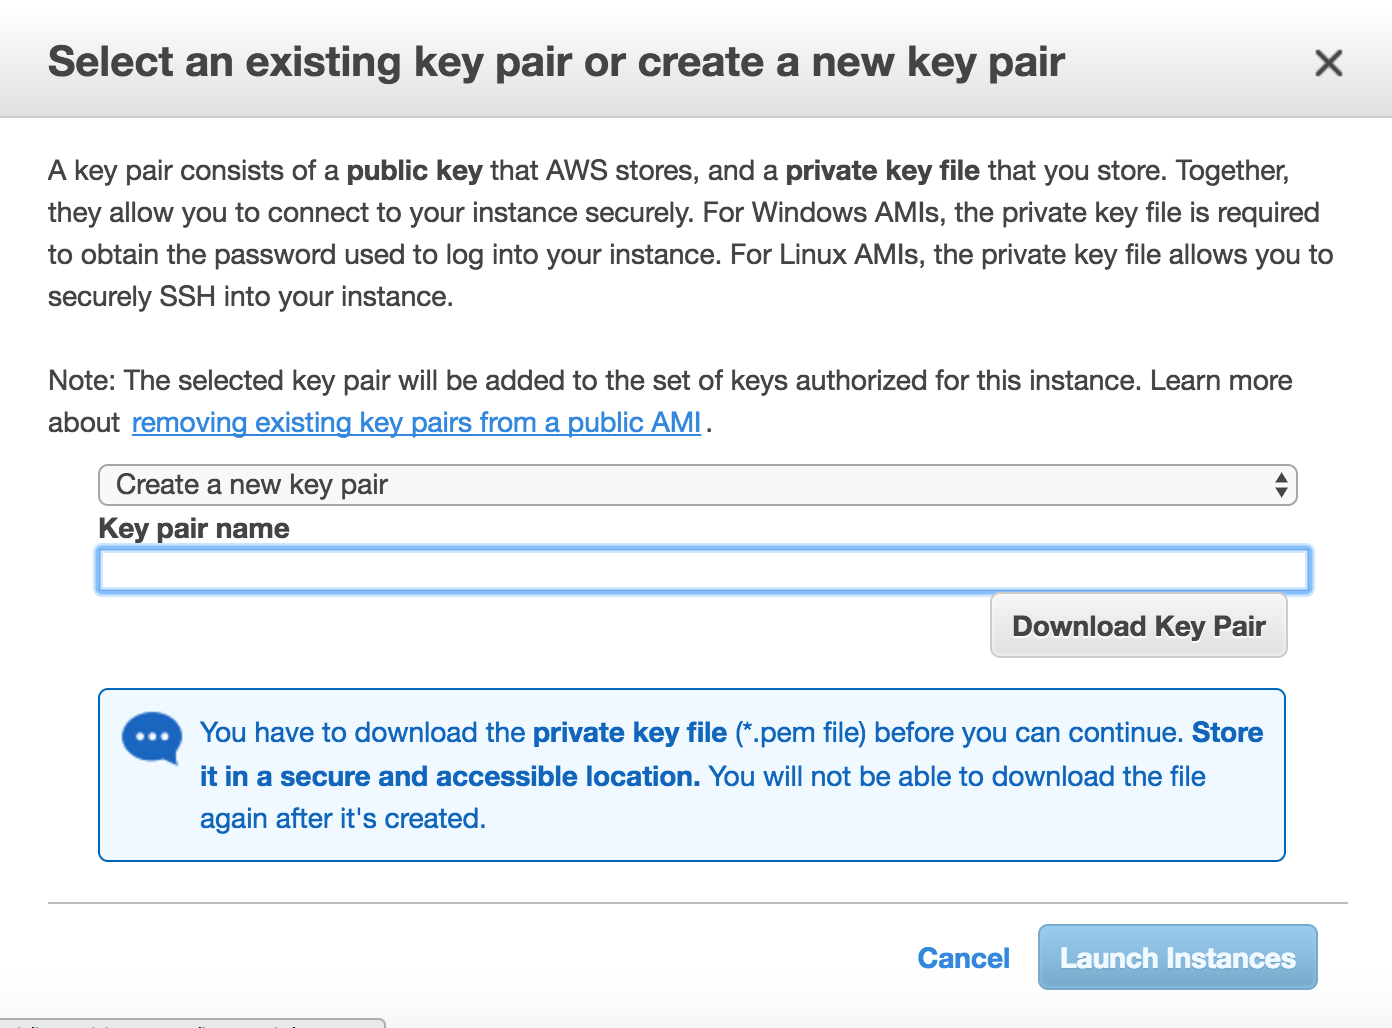 Select an existing key pair or create a new key pair
A key pair consists of a public key that AWS stores, and a private key file that you store. Together,
they allow you to connect to your instance securely. For Windows AMIs, the private key file is required
to obtain the password used to log into your instance. For Linux AMIs, the private key file allows you to
securely SSH into your instance.
Note: The selected key pair will be added to the set of keys authorized for this instance. Learn more
about removing existing key pairs from a public AMI .
Create a new key pair
Key pair name
Download Key Pair
You have to download the private key file (*.pem file) before you can continue. Store
it in a secure and accessible location. You will not be able to download the file
again after it's created.
Cancel
Launch Instances